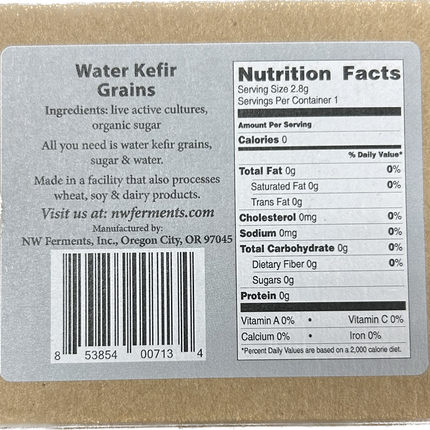 Water Kefir
Grains
Ingredients: live active cultures,
organic sugar
All you need is water kefir grains,
sugar & water.
Made in a facility that also processes
wheat, soy & dairy products.
Visit us at: nwferments.com
Manufactured by:
NW Ferments, Inc., Oregon City, OR 97045
8 53854 00713 4
Nutrition Facts
Serving Size 2.8g
Servings Per Container 1
Amount Per Serving
Calories 0
% Daily Value*
Total Fat 0g 0%
Saturated Fat 0g 0%
Trans Fat 0g
Cholesterol 0mg 0%
Sodium 0mg 0%
Total Carbohydrate 0g 0%
Dietary Fiber 0g 0%
Sugars 0g
Protein 0g
Vitamin A 0% • Vitamin C 0%
Calcium 0% • Iron 0%
*Percent Daily Values are based on a 2,000 calorie diet.